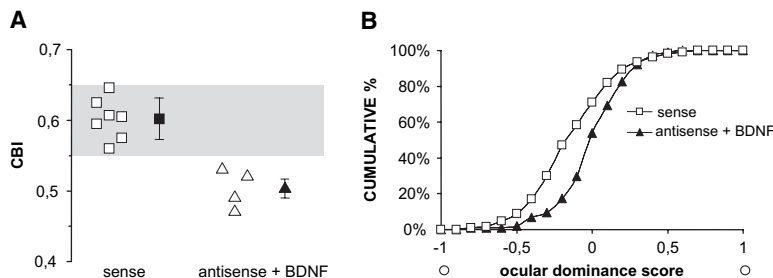 A
0,7
0,6
0,5
0,4
CBI
sense
antisense + BDNF
B
100%
80%
60%
40%
20%
0%
CUMULATIVE %
-1
-0,5
0
0,5
1
ocular dominance score
sense
antisense + BDNF